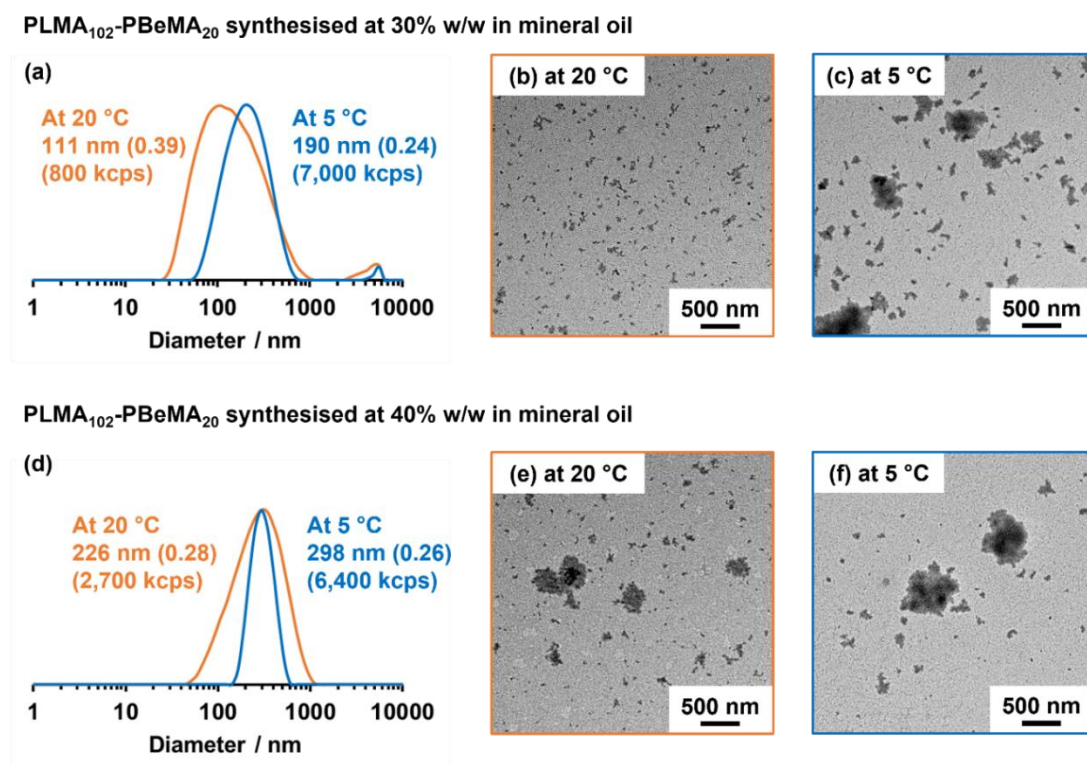 PLMA₁₀₂-PBeMA₂₀ synthesised at 30% w/w in mineral oil
(a)
At 20 °C
111 nm (0.39)
(800 kcps)
At 5 °C
190 nm (0.24)
(7,000 kcps)
1 10 100 1000 10000
Diameter / nm
(b) at 20 °C
500 nm
(c) at 5 °C
500 nm
PLMA₁₀₂-PBeMA₂₀ synthesised at 40% w/w in mineral oil
(d)
At 20 °C
226 nm (0.28)
(2,700 kcps)
At 5 °C
298 nm (0.26)
(6,400 kcps)
1 10 100 1000 10000
Diameter / nm
(e) at 20 °C
500 nm
(f) at 5 °C
500 nm